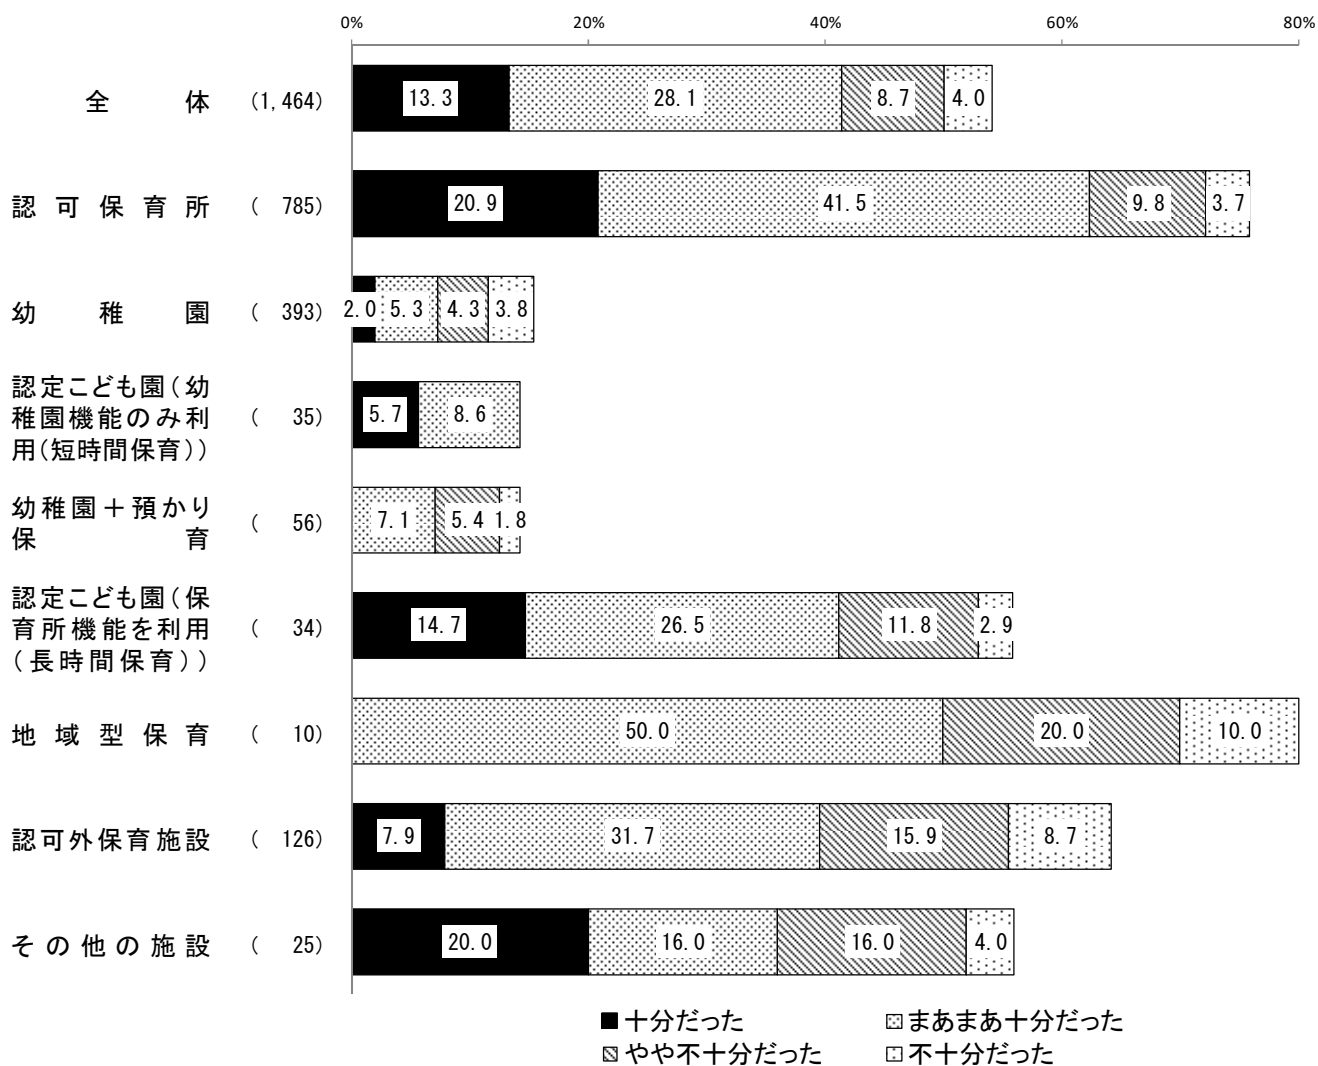 0% 20% 40% 60% 80%
全体 (1,464) 13.3 28.1 8.7 4.0
認可保育所 ( 785) 20.9 41.5 9.8 3.7
幼稚園 ( 393) 2.0 5.3 4.3 3.8
認定こども園(幼
稚園機能のみ利 ( 35) 5.7 8.6
用(短時間保育))
幼稚園＋預かり
保育 ( 56) 7.1 5.4 1.8
認定こども園(保
育所機能を利用 ( 34) 14.7 26.5 11.8 2.9
(長時間保育))
地域型保育 ( 10) 50.0 20.0 10.0
認可外保育施設 ( 126) 7.9 31.7 15.9 8.7
その他の施設 ( 25) 20.0 16.0 16.0 4.0
十分だった まあまあ十分だった
やや不十分だった 不十分だった